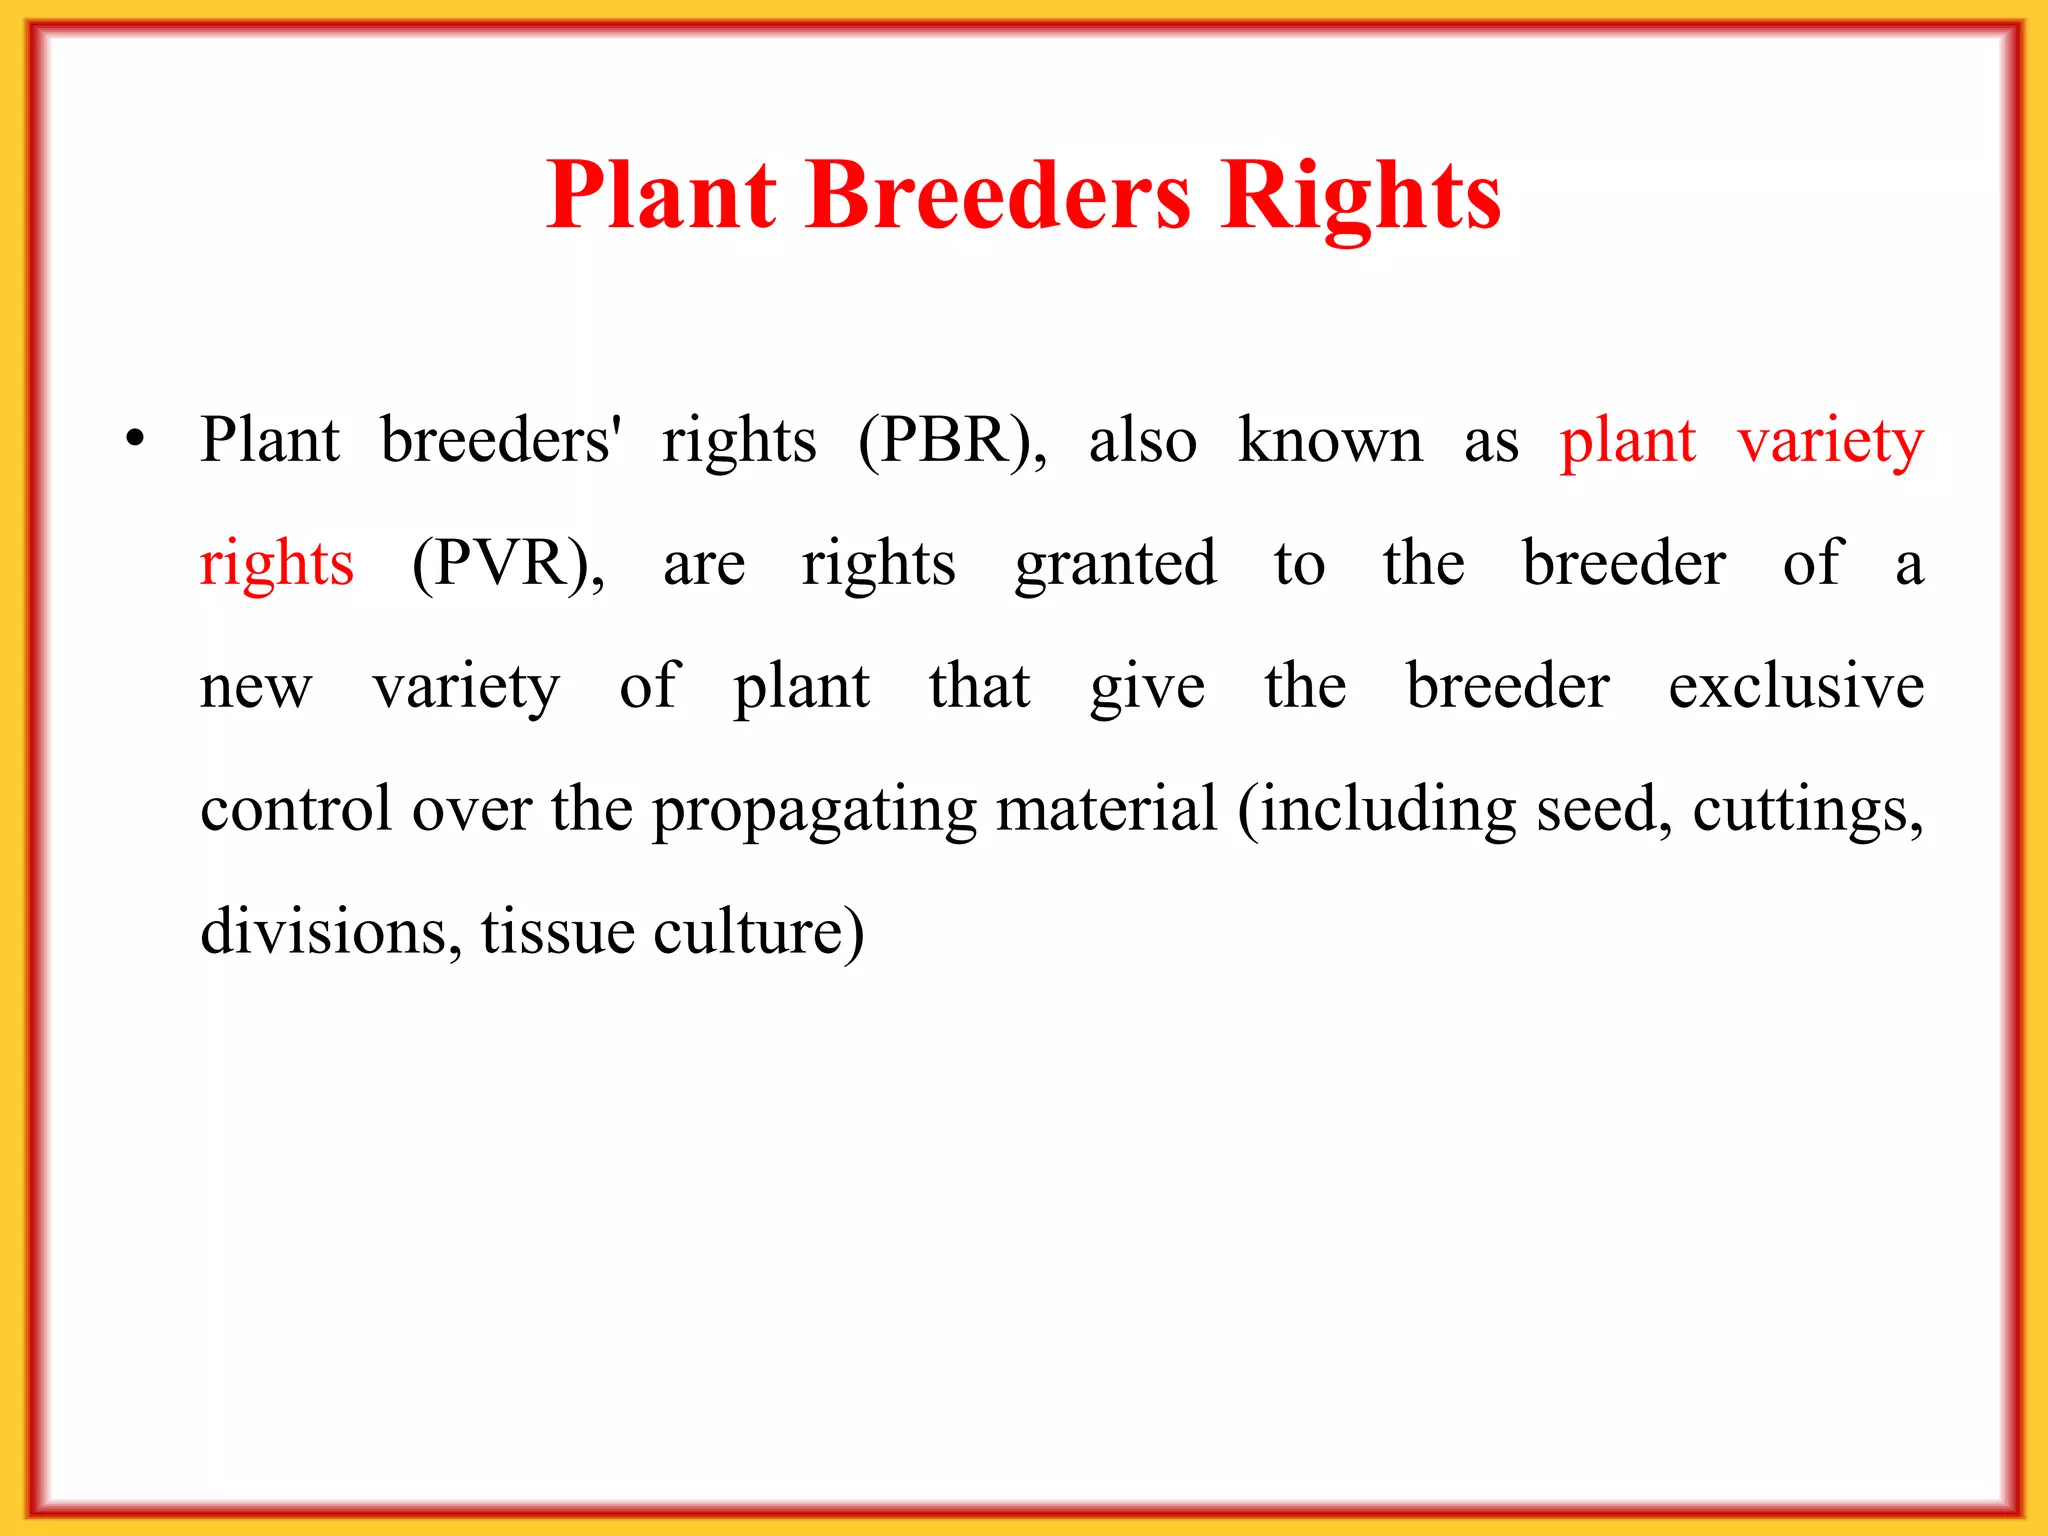 Plant Breeders Rights
• Plant breeders' rights (PBR), also known as plant variety
rights (PVR), are rights granted to the breeder of a
new variety of plant that give the breeder exclusive
control over the propagating material (including seed, cuttings,
divisions, tissue culture)